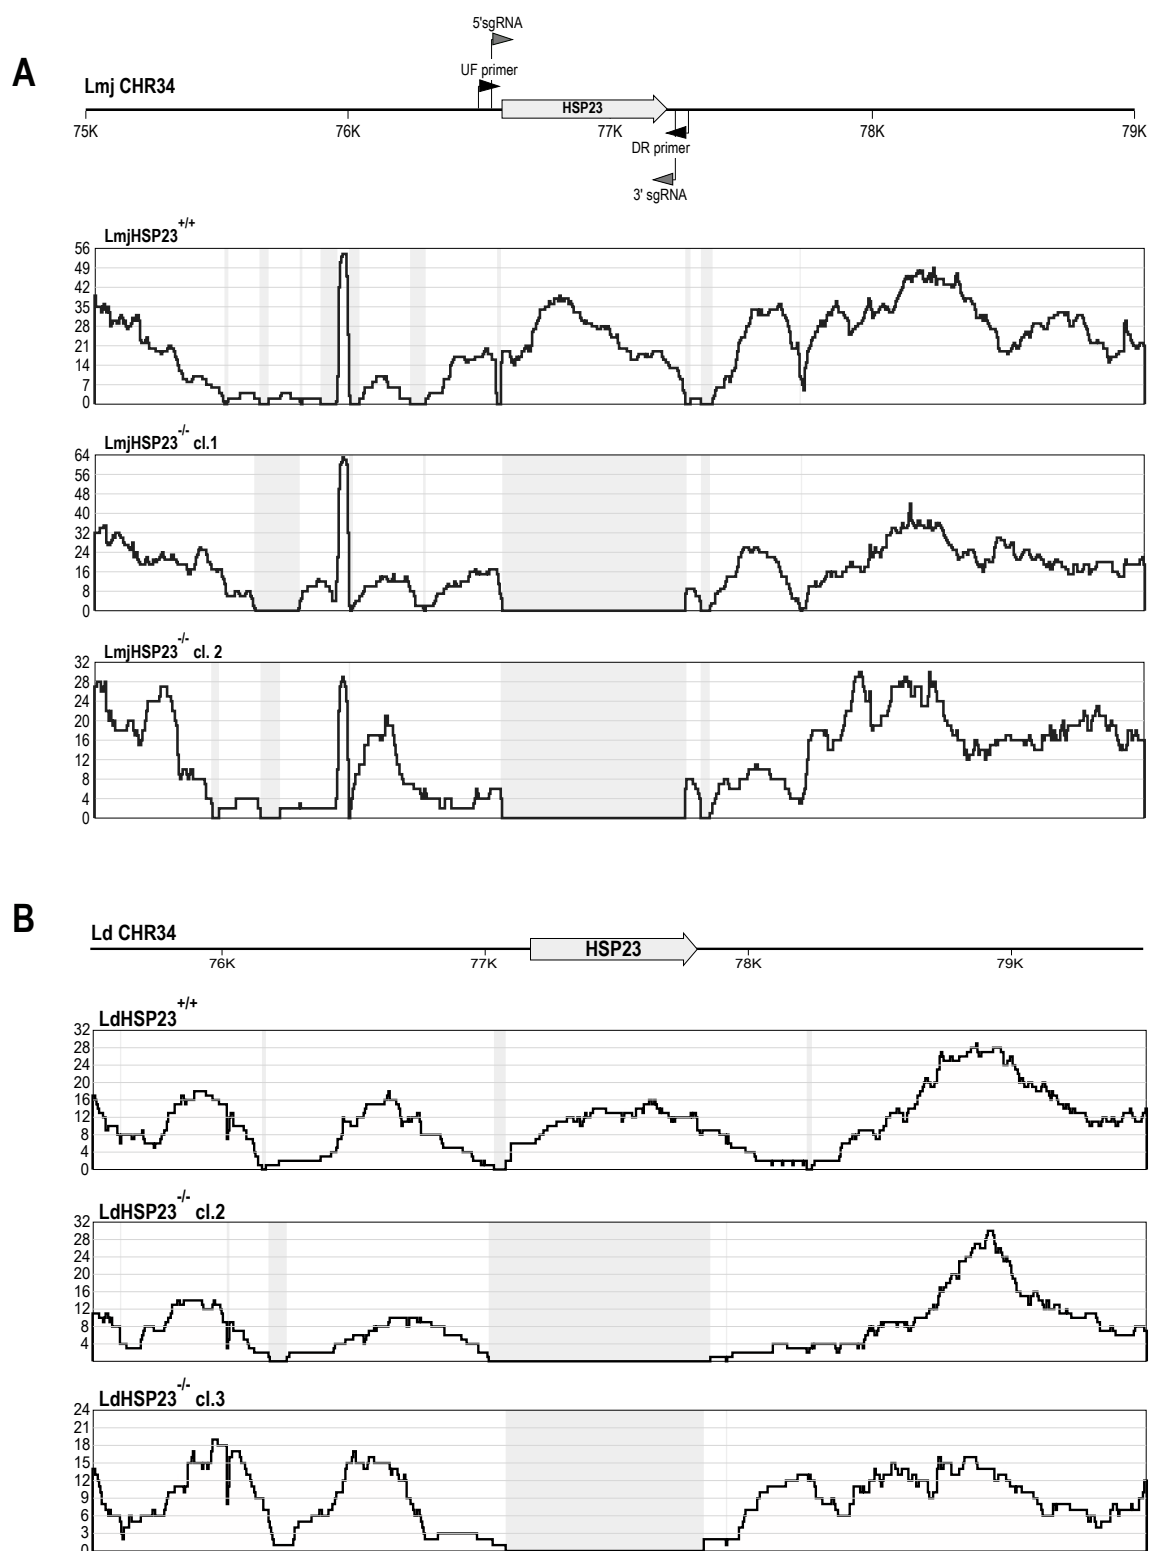 5'sgRNA
A
UF primer
Lmj CHR34
HSP23
75K 76K 77K 78K 79K
DR primer
3' sgRNA
LmjHSP23+/+
56
49
42
35
28
21
14
7
0
LmjHSP23-/- cl.1
64
56
48
40
32
24
16
8
0
LmjHSP23-/- cl. 2
32
28
24
20
16
12
8
4
0
B
Ld CHR34
HSP23
76K 77K 78K 79K
LdHSP23+/+
32
28
24
20
16
12
8
4
0
LdHSP23-/- cl.2
32
28
24
20
16
12
8
4
LdHSP23-/- cl.3
24
21
18
15
12
9
6
3
0